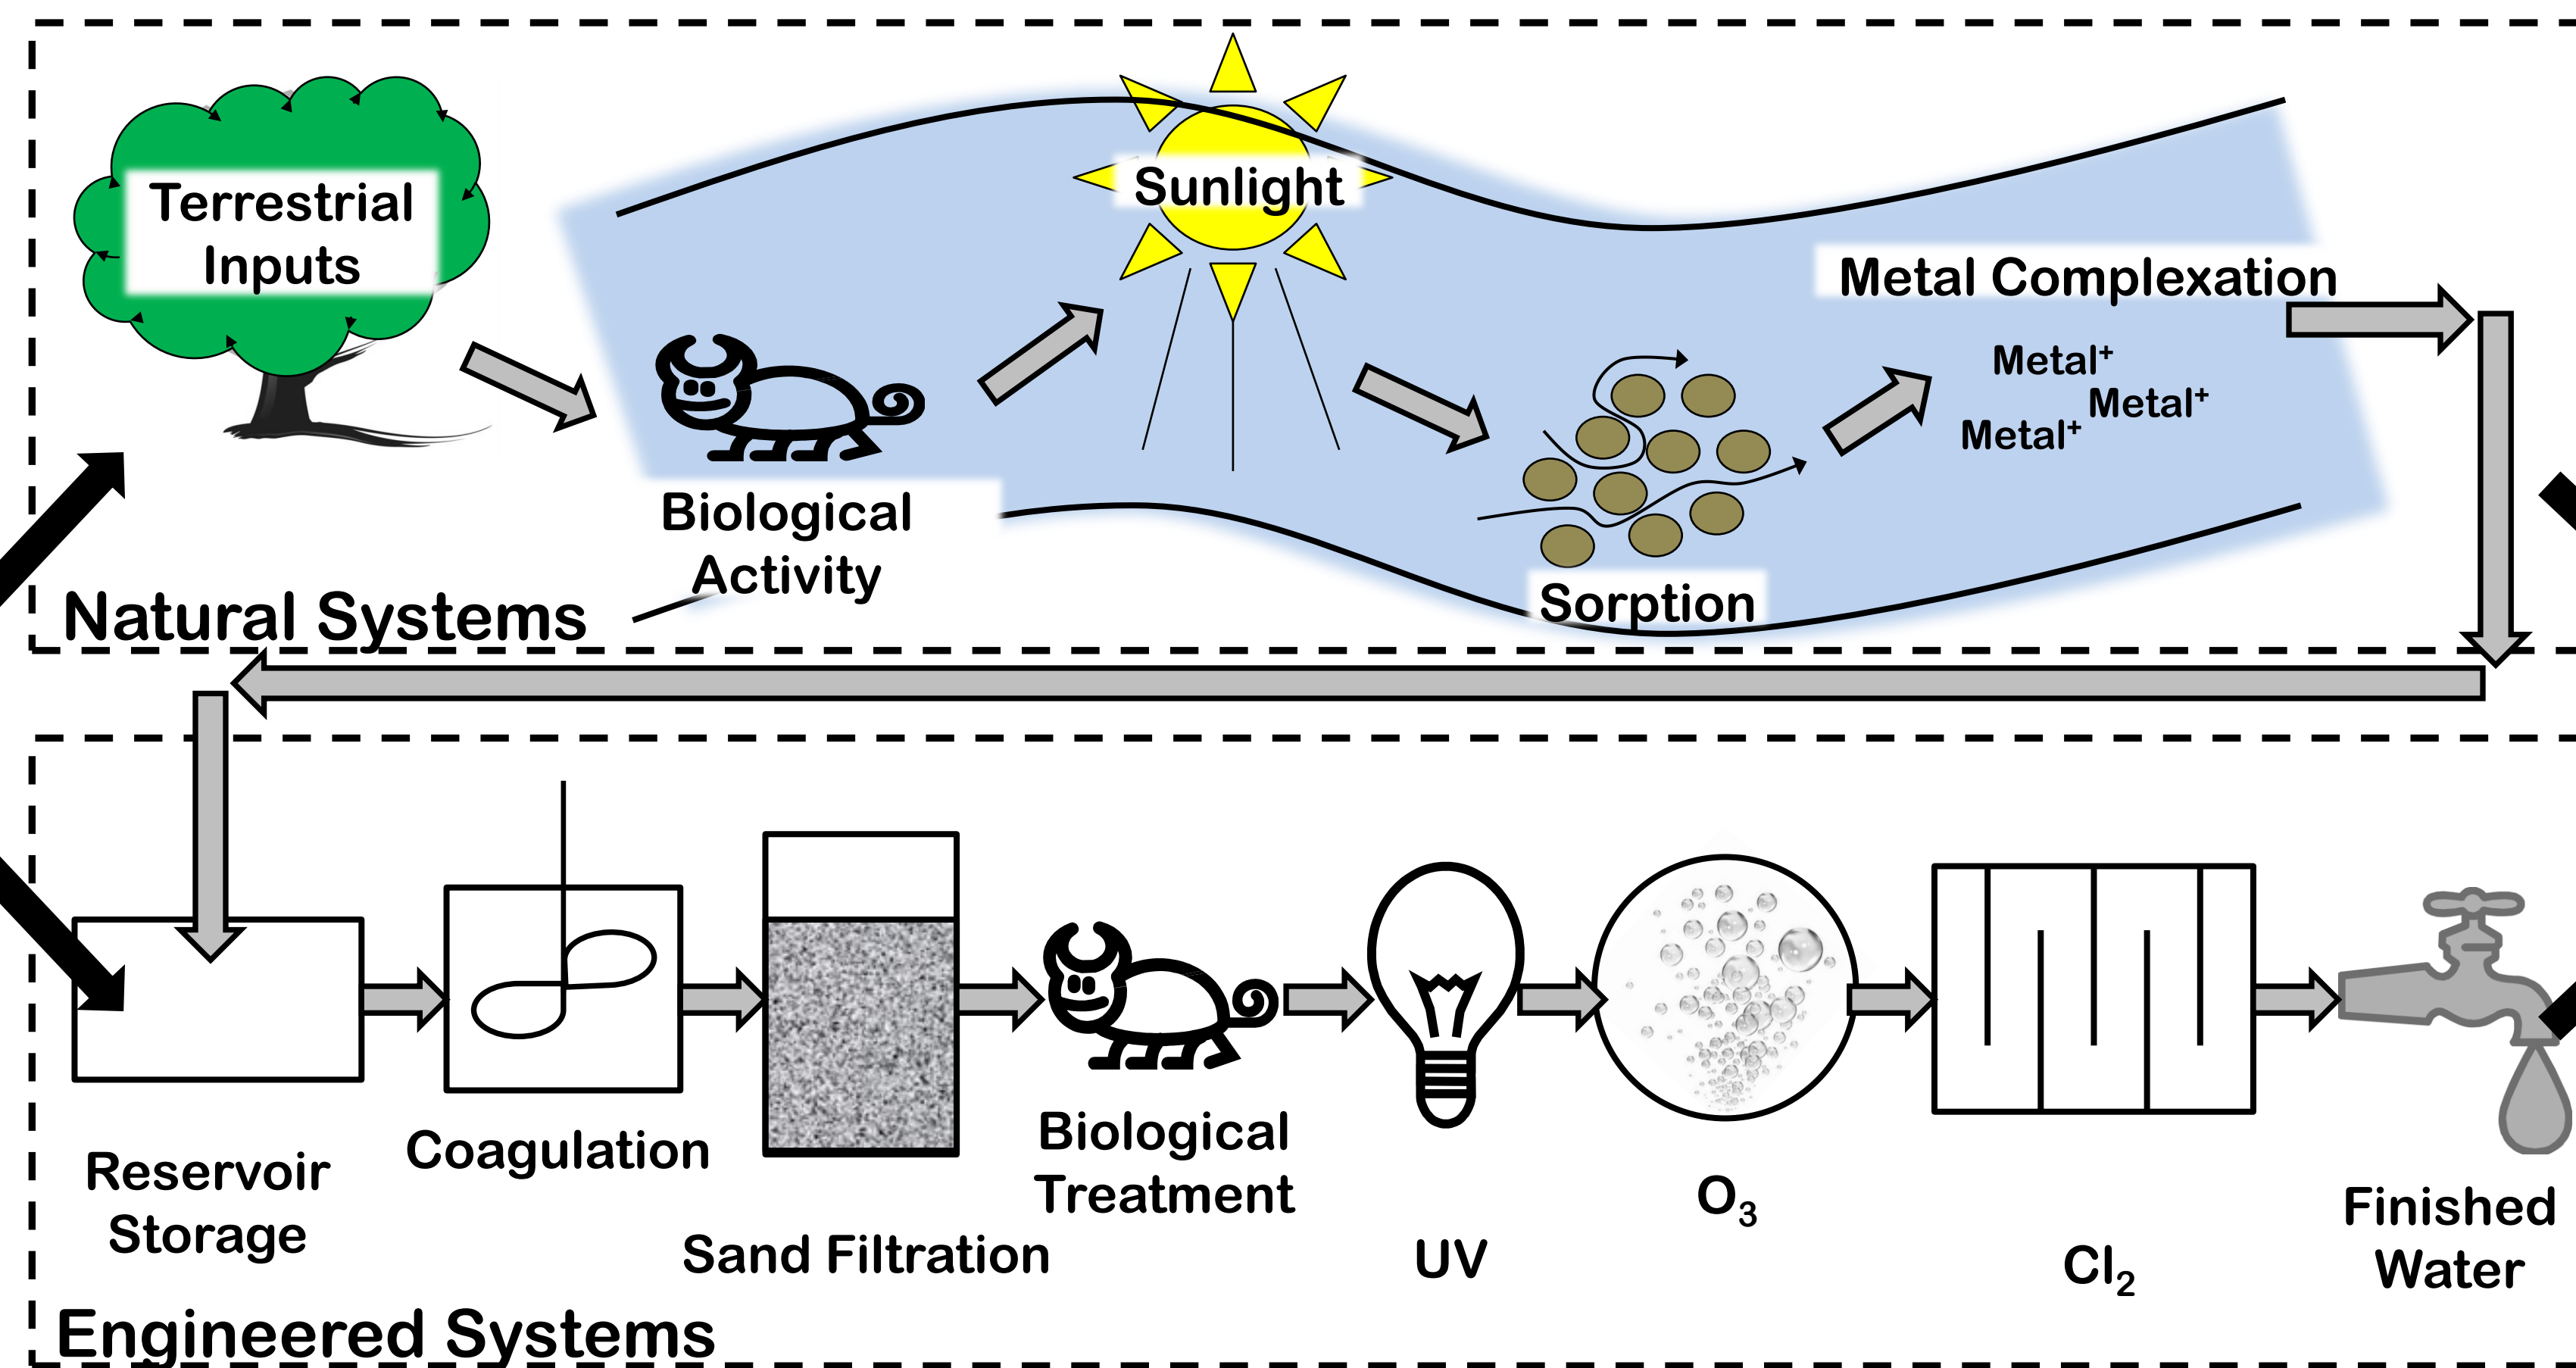 Terrestrial
Inputs
Sunlight
Metal Complexation
Metal⁺
Metal⁺
Metal⁺
Biological
Activity
Sorption
Natural Systems
Reservoir
Storage
Coagulation
Sand Filtration
Biological
Treatment
UV
O₃
Cl₂
Finished
Water
Engineered Systems